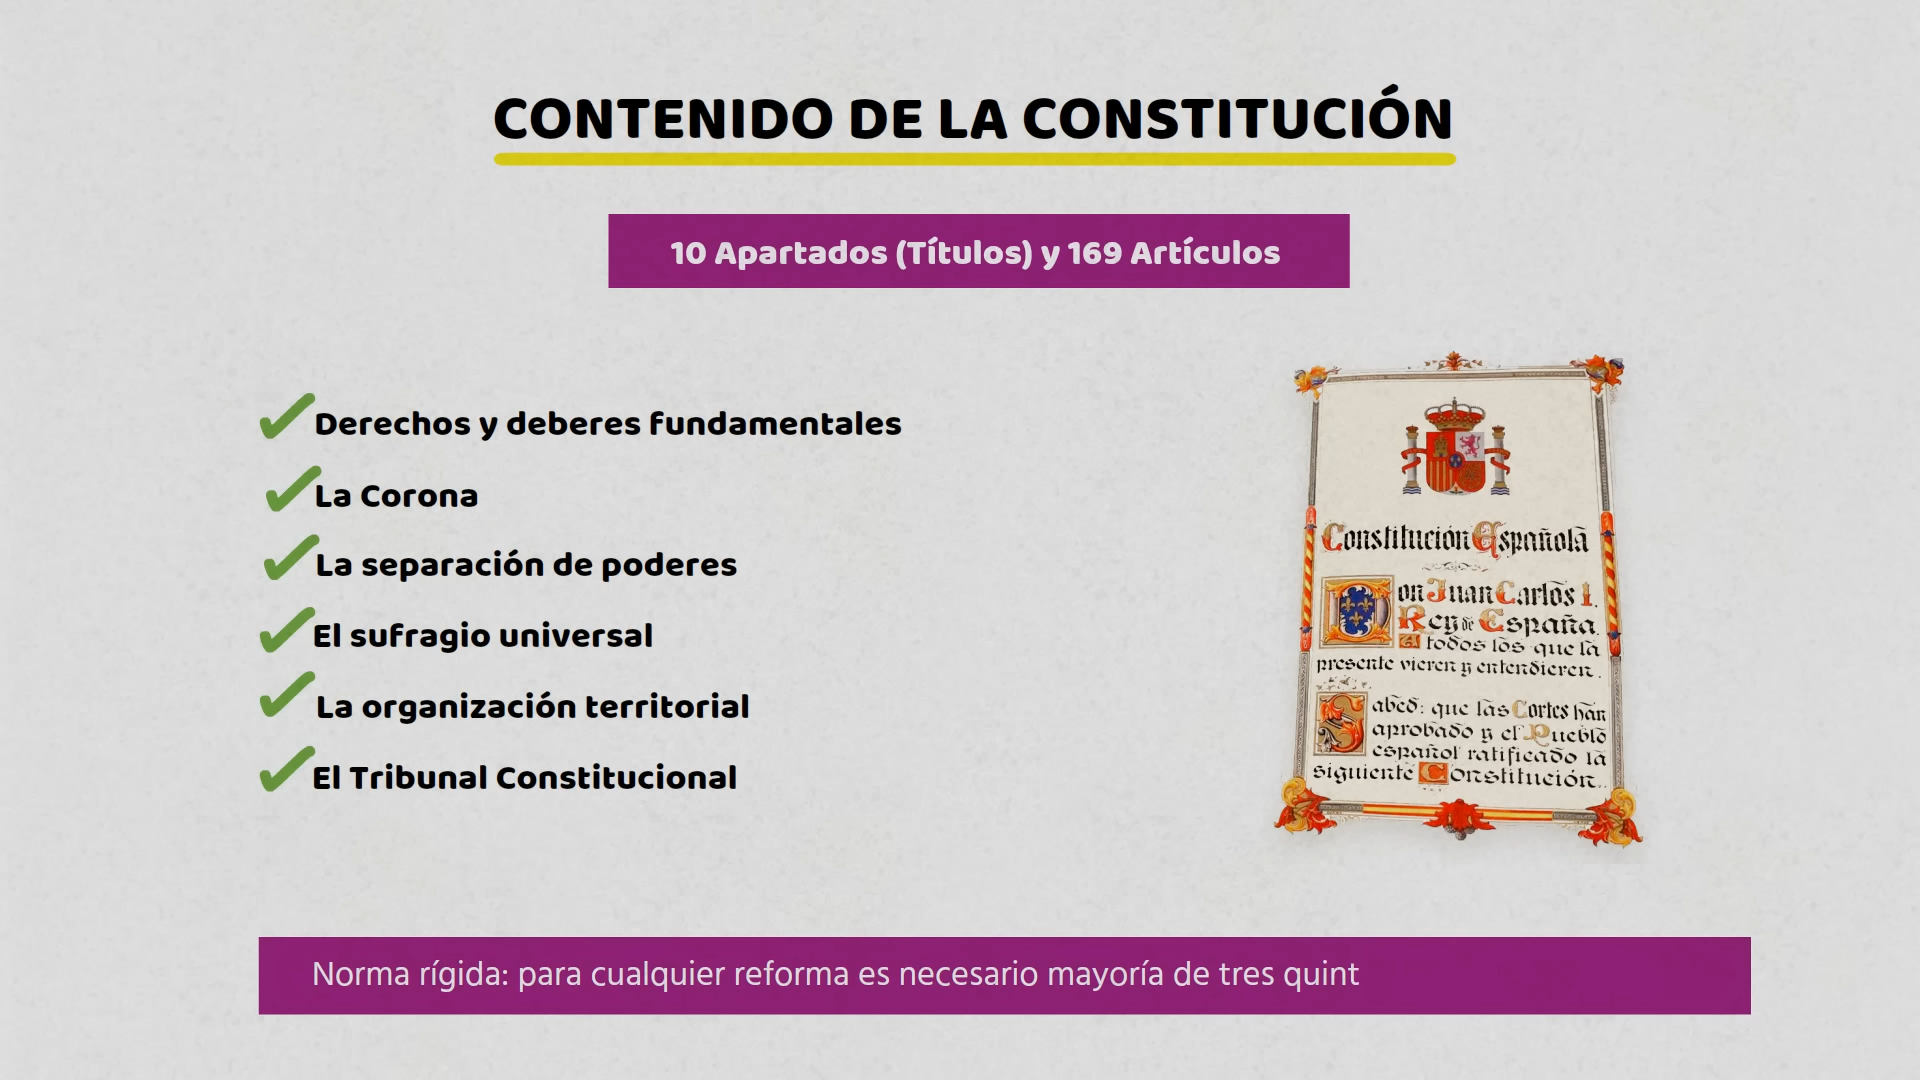 CONTENIDO DE LA CONSTITUCIÓN
10 Apartados (Títulos) y 169 Artículos
Derechos y deberes fundamentales
La Corona
La separación de poderes
El sufragio universal
La organización territorial
El Tribunal Constitucional
Constitución Española
Don Juan Carlos I.
Rey de España.
A todos los que la
presente vieren y entendieren.
Sabed: que las Cortes han
aprobado y el Pueblo
español ratificado la
siguiente Constitución.
Norma rígida: para cualquier reforma es necesario mayoría de tres quint